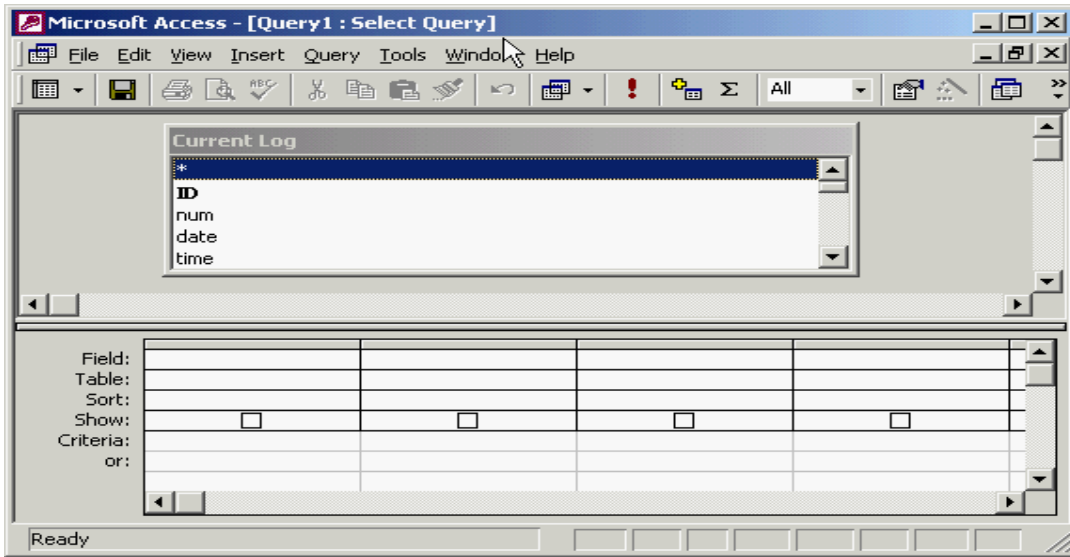 Microsoft Access - [Query1 : Select Query]
File Edit View Insert Query Tools Window Help
ABC Σ All
Current Log
*
ID
num
date
time
Field:
Table:
Sort:
Show:
Criteria:
or:
Ready